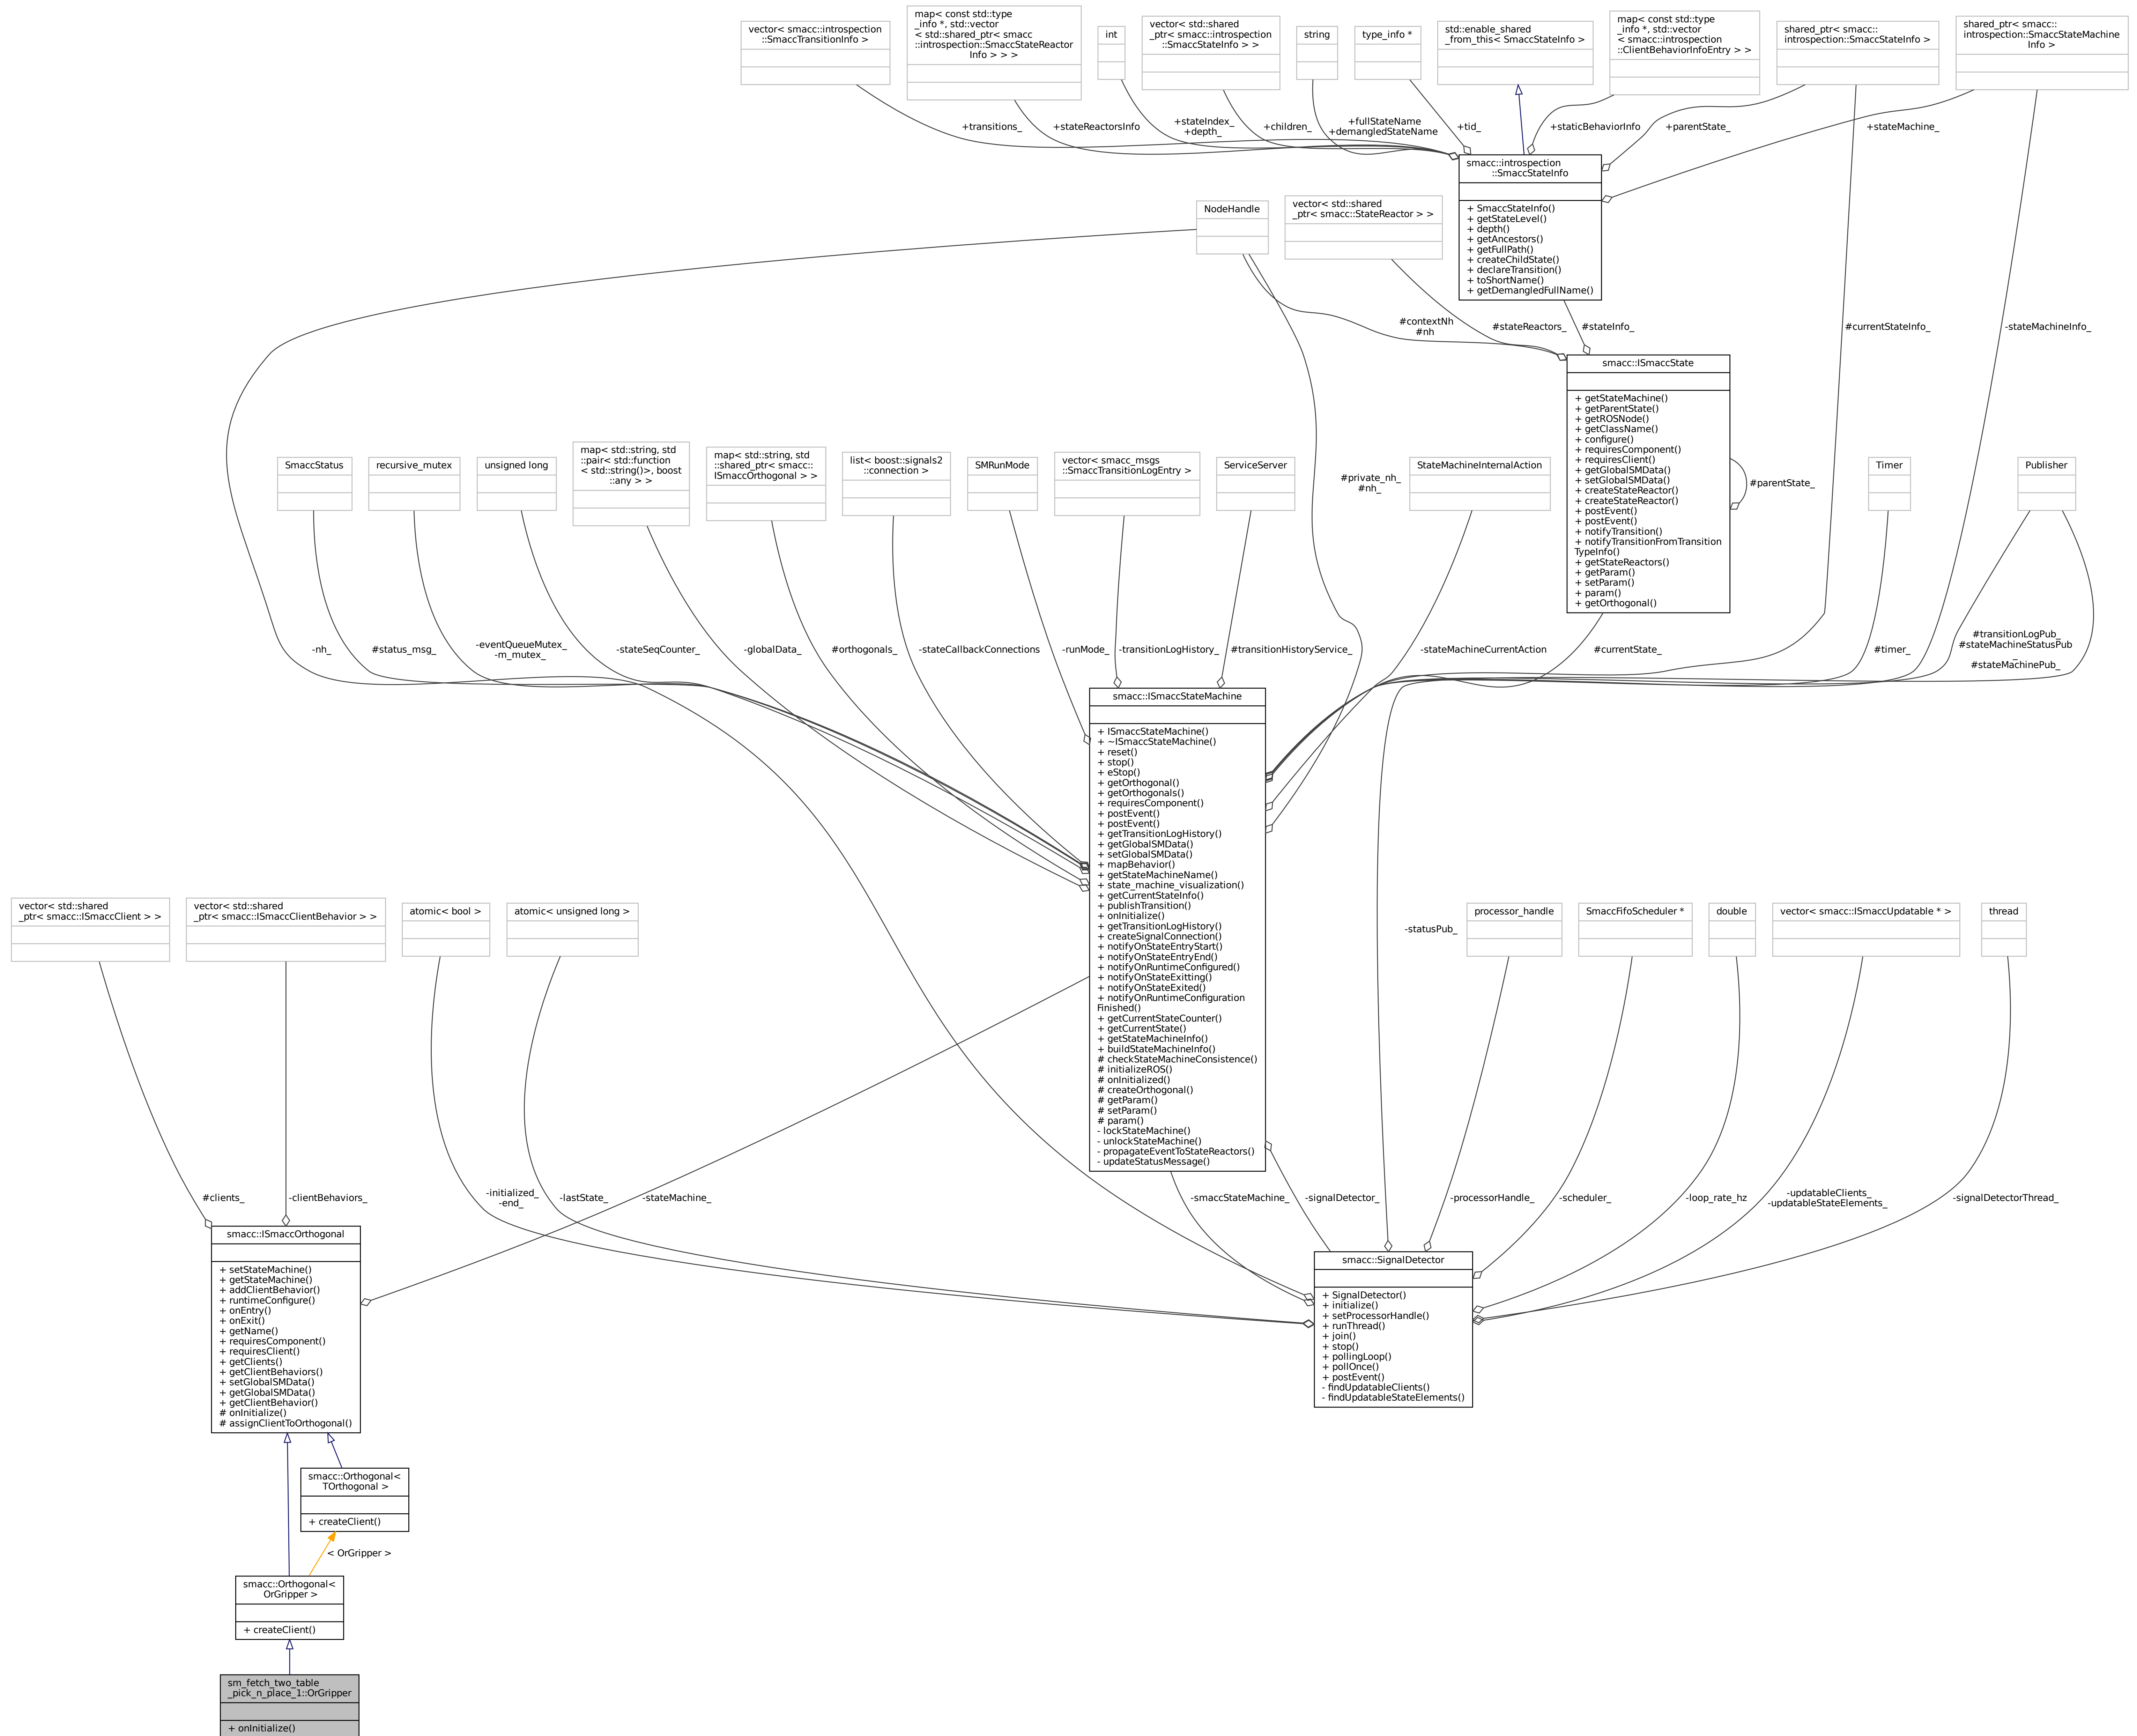 vector< smacc::introspection
::SmaccTransitionInfo >
map< const std::type
_info *, std::vector
< std::shared_ptr< smacc
::introspection::SmaccStateReactor
Info > > >
int
vector< std::shared
_ptr< smacc::introspection
::SmaccStateInfo > >
string
type_info *
std::enable_shared
_from_this< SmaccStateInfo >
map< const std::type
_info *, std::vector
< smacc::introspection
::ClientBehaviorInfoEntry > >
shared_ptr< smacc::
introspection::SmaccStateInfo >
shared_ptr< smacc::
introspection::SmaccStateMachine
Info >
+transitions_
+stateReactorsInfo
+stateIndex_
+depth_
+children_
+fullStateName
+demangledStateName
+tid_
+staticBehaviorInfo
+parentState_
+stateMachine_
smacc::introspection
::SmaccStateInfo
+ SmaccStateInfo()
+ getStateLevel()
+ depth()
+ getAncestors()
+ getFullPath()
+ createChildState()
+ declareTransition()
+ toShortName()
+ getDemangledFullName()
NodeHandle
vector< std::shared
_ptr< smacc::StateReactor > >
#contextNh
#nh
#stateReactors_
#stateInfo_
#currentStateInfo_
-stateMachineInfo_
smacc::ISmaccState
+ getStateMachine()
+ getParentState()
+ getROSNode()
+ getClassName()
+ configure()
+ requiresComponent()
+ requiresClient()
+ getGlobalSMData()
+ setGlobalSMData()
+ createStateReactor()
+ createStateReactor()
+ postEvent()
+ postEvent()
+ notifyTransition()
+ notifyTransitionFromTransition
TypeInfo()
+ getStateReactors()
+ getParam()
+ setParam()
+ param()
+ getOrthogonal()
#parentState_
SmaccStatus
recursive_mutex
unsigned long
map< std::string, std
::pair< std::function
< std::string()>, boost
::any > >
map< std::string, std
::shared_ptr< smacc::
ISmaccOrthogonal > >
list< boost::signals2
::connection >
SMRunMode
vector< smacc_msgs
::SmaccTransitionLogEntry >
ServiceServer
#private_nh_
#nh_
StateMachineInternalAction
Timer
Publisher
-nh_
#status_msg_
-eventQueueMutex_
-m_mutex_
-stateSeqCounter_
-globalData_
#orthogonals_
-stateCallbackConnections
-runMode_
-transitionLogHistory_
#transitionHistoryService_
-stateMachineCurrentAction
#currentState_
#timer_
#transitionLogPub_
#stateMachineStatusPub
_
#stateMachinePub_
smacc::ISmaccStateMachine
+ ISmaccStateMachine()
+ ~ISmaccStateMachine()
+ reset()
+ stop()
+ eStop()
+ getOrthogonal()
+ getOrthogonals()
+ requiresComponent()
+ postEvent()
+ postEvent()
+ getTransitionLogHistory()
+ getGlobalSMData()
+ setGlobalSMData()
+ mapBehavior()
+ getStateMachineName()
+ state_machine_visualization()
+ getCurrentStateInfo()
+ publishTransition()
+ onInitialize()
+ getTransitionLogHistory()
+ createSignalConnection()
+ notifyOnStateEntryStart()
+ notifyOnStateEntryEnd()
+ notifyOnRuntimeConfigured()
+ notifyOnStateExitting()
+ notifyOnStateExited()
+ notifyOnRuntimeConfiguration
Finished()
+ getCurrentStateCounter()
+ getCurrentState()
+ getStateMachineInfo()
+ buildStateMachineInfo()
# checkStateMachineConsistence()
# initializeROS()
# onInitialized()
# createOrthogonal()
# getParam()
# setParam()
# param()
- lockStateMachine()
- unlockStateMachine()
- propagateEventToStateReactors()
- updateStatusMessage()
vector< std::shared
_ptr< smacc::ISmaccClient > >
vector< std::shared
_ptr< smacc::ISmaccClientBehavior > >
atomic< bool >
atomic< unsigned long >
-statusPub_
processor_handle
SmaccFifoScheduler *
double
vector< smacc::ISmaccUpdatable * >
thread
#clients_
-clientBehaviors_
-initialized_
-end_
-lastState_
-stateMachine_
-smaccStateMachine_
-signalDetector_
-processorHandle_
-scheduler_
-loop_rate_hz
-updatableClients_
-updatableStateElements_
-signalDetectorThread_
smacc::ISmaccOrthogonal
+ setStateMachine()
+ getStateMachine()
+ addClientBehavior()
+ runtimeConfigure()
+ onEntry()
+ onExit()
+ getName()
+ requiresComponent()
+ requiresClient()
+ getClients()
+ getClientBehaviors()
+ setGlobalSMData()
+ getGlobalSMData()
+ getClientBehavior()
# onInitialize()
# assignClientToOrthogonal()
smacc::SignalDetector
+ SignalDetector()
+ initialize()
+ setProcessorHandle()
+ runThread()
+ join()
+ stop()
+ pollingLoop()
+ pollOnce()
+ postEvent()
- findUpdatableClients()
- findUpdatableStateElements()
smacc::Orthogonal<
TOrthogonal >
+ createClient()
< OrGripper >
smacc::Orthogonal<
OrGripper >
+ createClient()
sm_fetch_two_table
_pick_n_place_1::OrGripper
+ onInitialize()